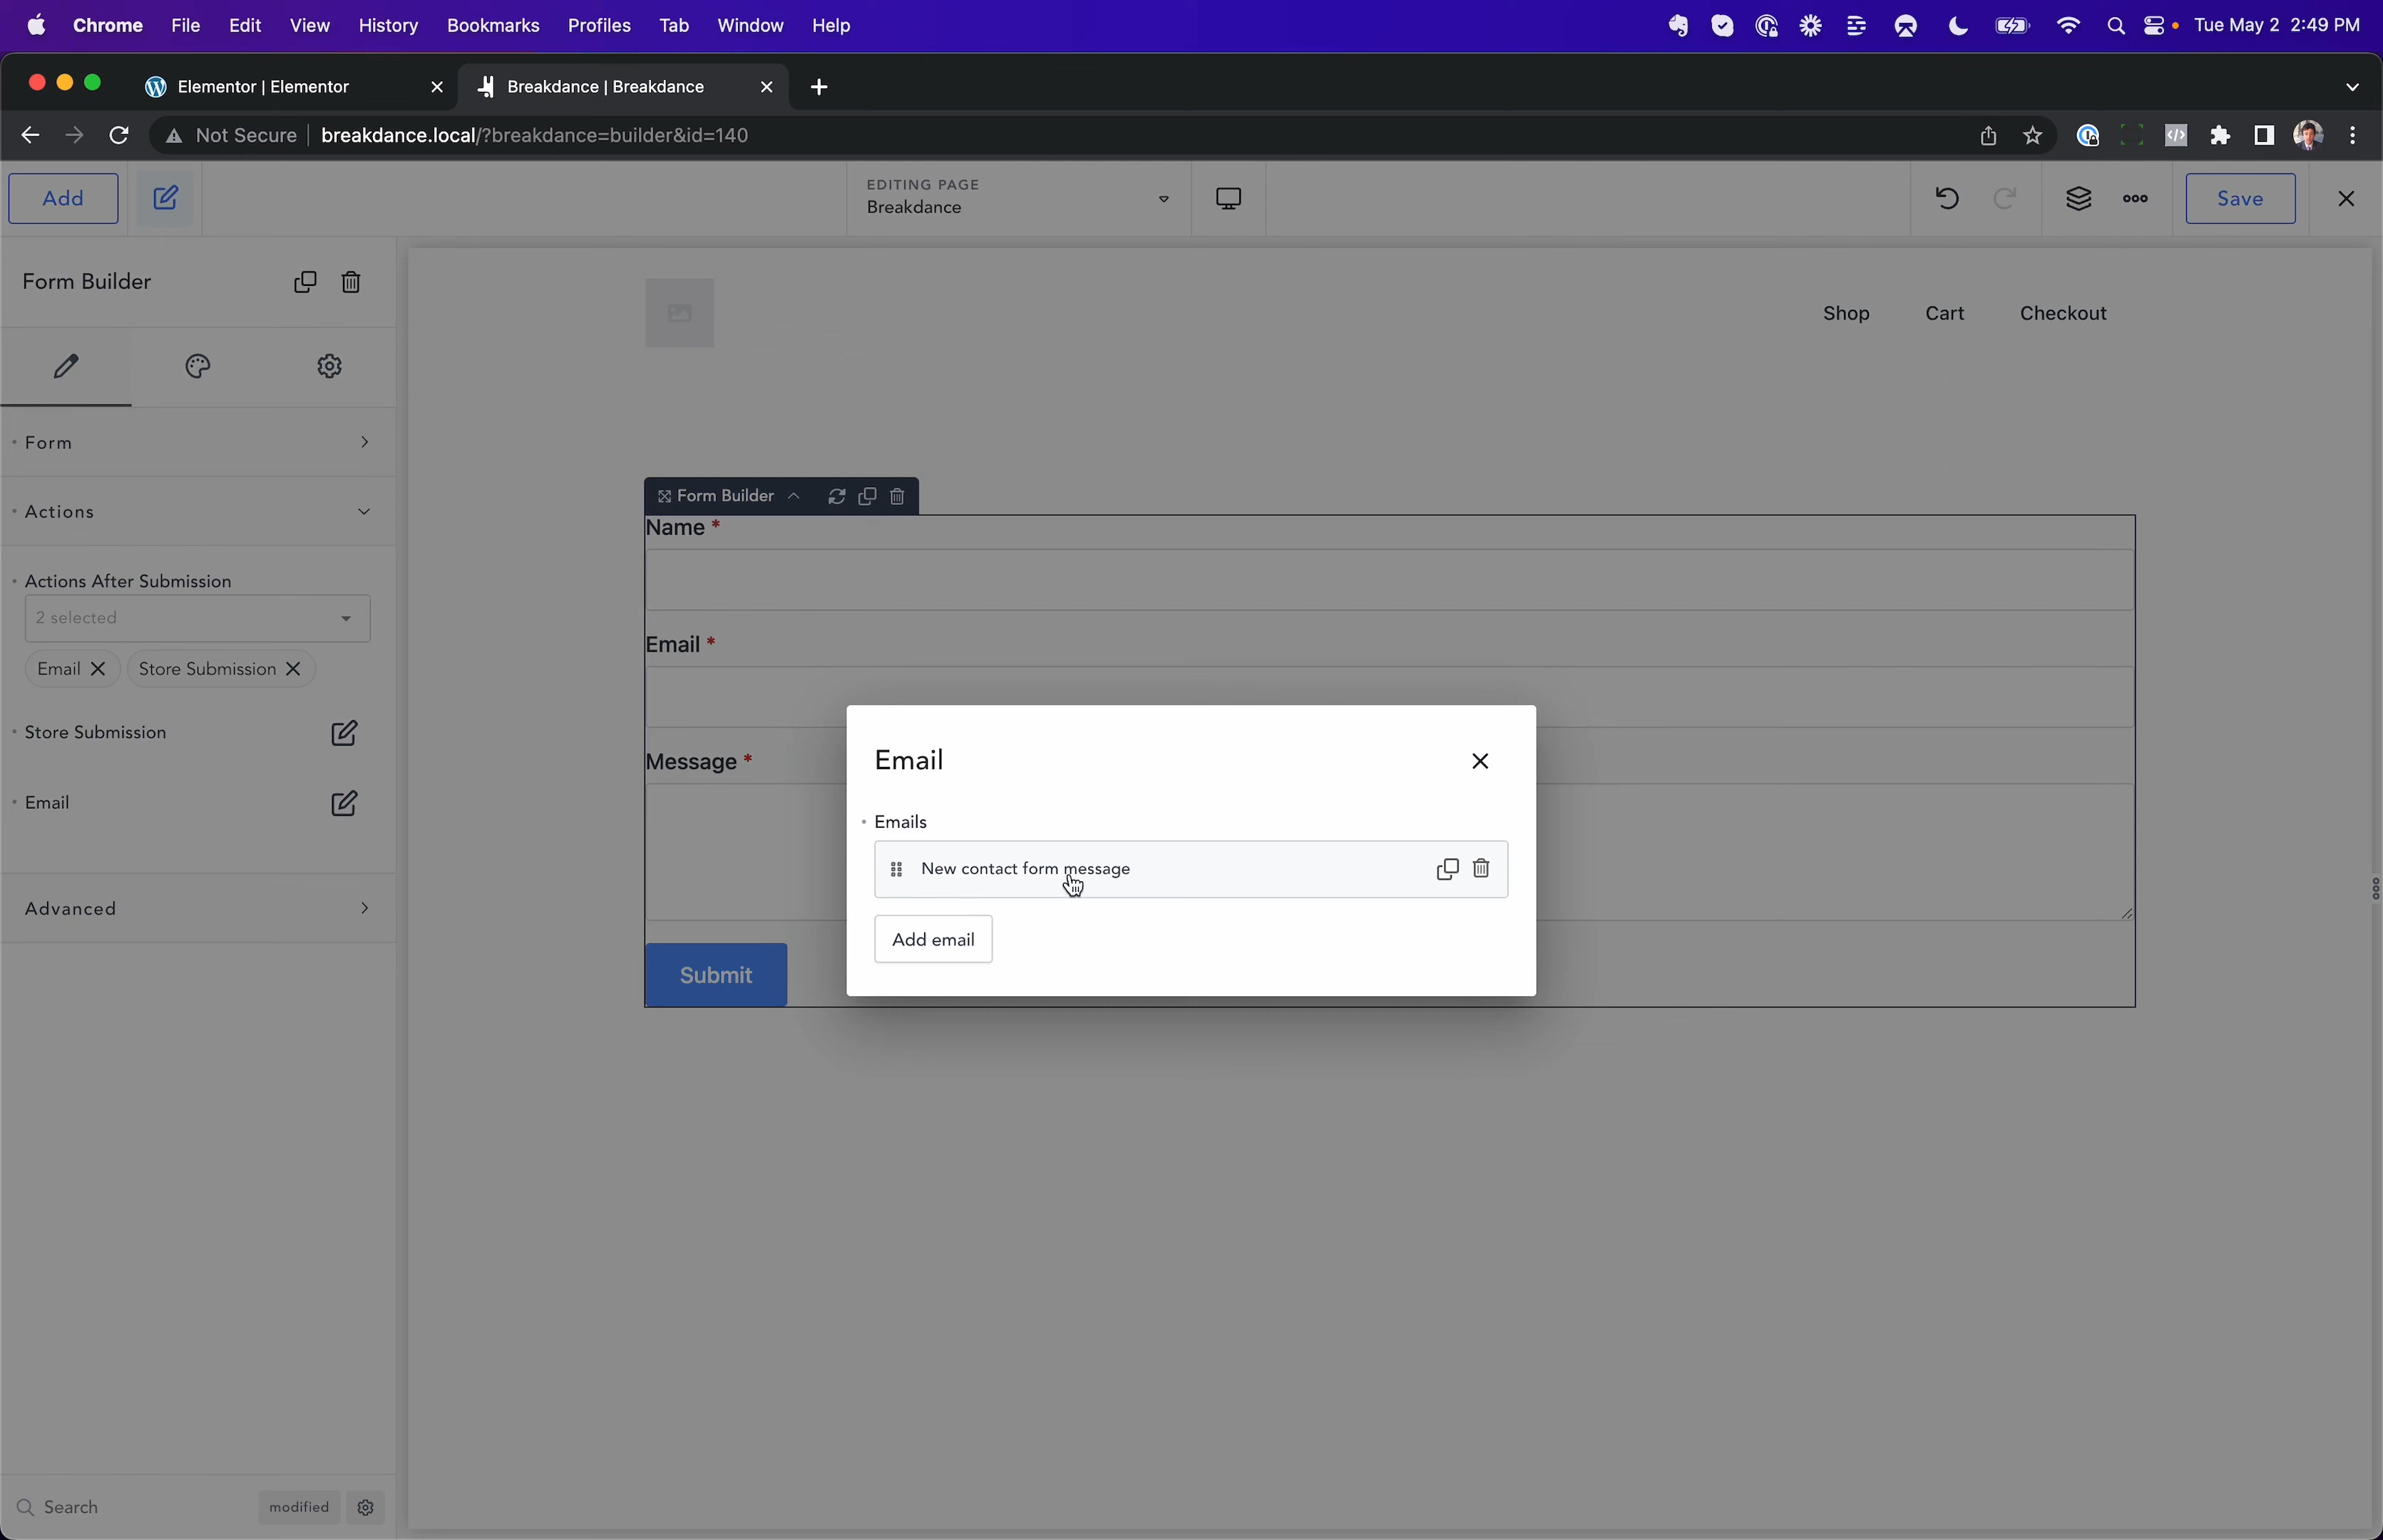 Chrome File Edit View History Bookmarks Profiles Tab Window Help Tue May 2 2:49 PM
Elementor | Elementor Breakdance | Breakdance
Not Secure breakdance.local/?breakdance=builder&id=140
Add
EDITING PAGE
Breakdance
Save
Form Builder
Shop Cart Checkout
Form
Actions
Form Builder
Name *
Actions After Submission
2 selected
Email Store Submission
Email *
Store Submission
Email
Message *
Email
Emails
New contact form message
Add email
Advanced
Submit
Search modified